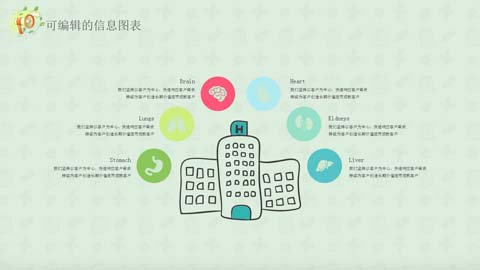 可编辑的信息图表
Brain
我们坚持以客户为中心，快速响应客户需求
持续为客户创造长期价值进而成就客户
Heart
我们坚持以客户为中心，快速响应客户需求
持续为客户创造长期价值进而成就客户
Lungs
我们坚持以客户为中心，快速响应客户需求
持续为客户创造长期价值进而成就客户
Kidneys
我们坚持以客户为中心，快速响应客户需求
持续为客户创造长期价值进而成就客户
Stomach
我们坚持以客户为中心，快速响应客户需求
持续为客户创造长期价值进而成就客户
Liver
我们坚持以客户为中心，快速响应客户需求
持续为客户创造长期价值进而成就客户
H